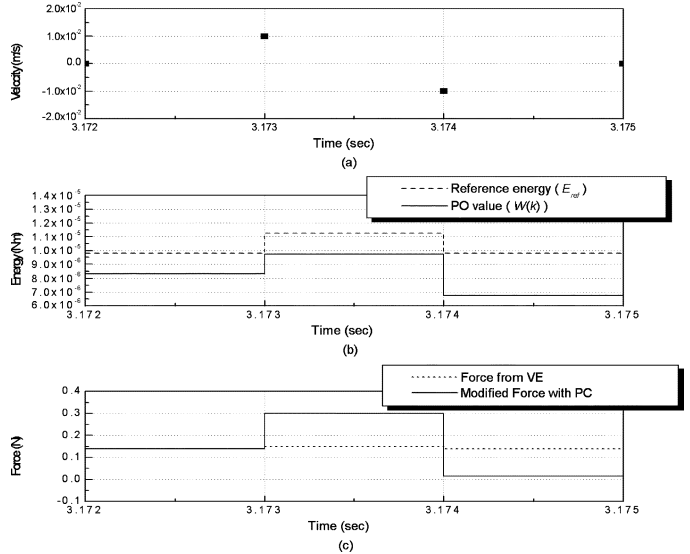 2.0x10⁻²
1.0x10⁻²
0.0
-1.0x10⁻²
-2.0x10⁻²
Velocity (m/s)
3.172 3.173 3.174 3.175
Time (sec)
(a)
Reference energy ( E_ref )
PO value ( W(k) )
1.4x10⁻⁵
1.3x10⁻⁵
1.2x10⁻⁵
1.1x10⁻⁵
1.0x10⁻⁵
9.0x10⁻⁶
8.0x10⁻⁶
7.0x10⁻⁶
6.0x10⁻⁶
Energy (Nm)
3.172 3.173 3.174 3.175
Time (sec)
(b)
Force from VE
Modified Force with PC
0.4
0.3
0.2
0.1
0.0
-0.1
Force (N)
3.172 3.173 3.174 3.175
Time (sec)
(c)